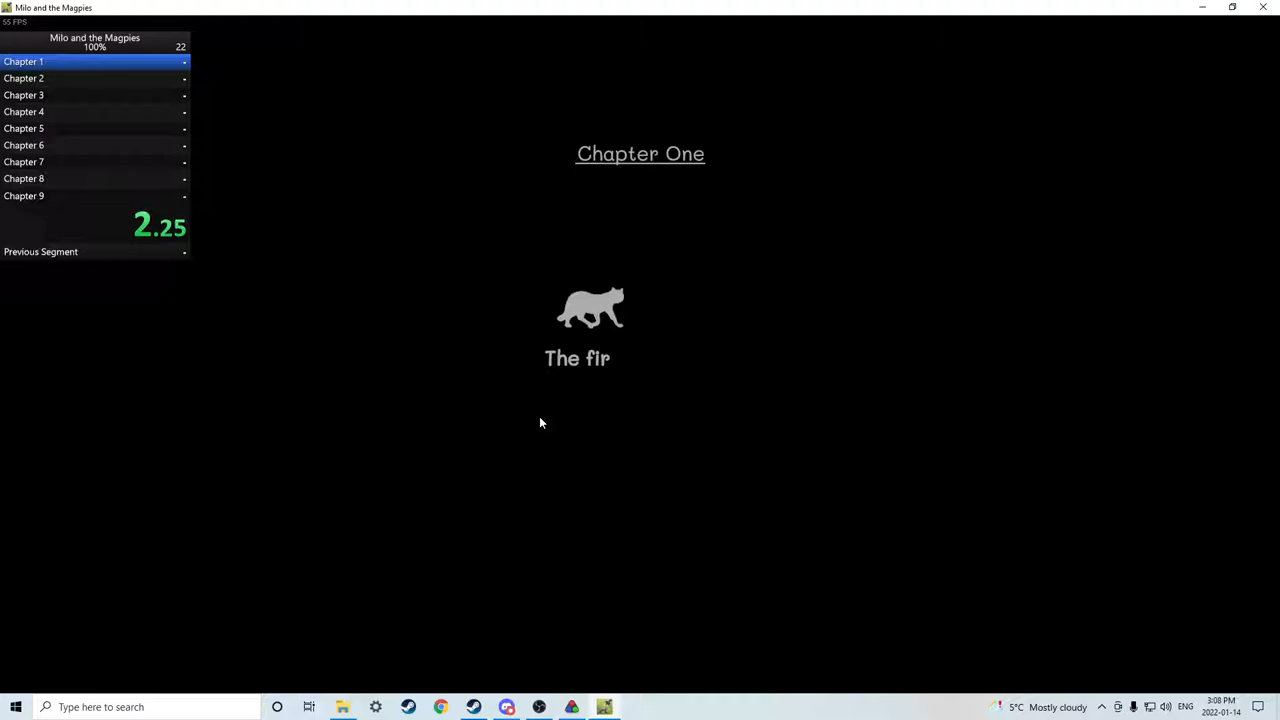 Milo and the Magpies
55 FPS
Milo and the Magpies
100% 22
Chapter 1 -
Chapter 2 -
Chapter 3 -
Chapter 4 -
Chapter 5 -
Chapter 6 -
Chapter 7 -
Chapter 8 -
Chapter 9 -
2.25
Previous Segment -
Chapter One
The fir
Type here to search
5°C Mostly cloudy
ENG
3:08 PM
2022-01-14